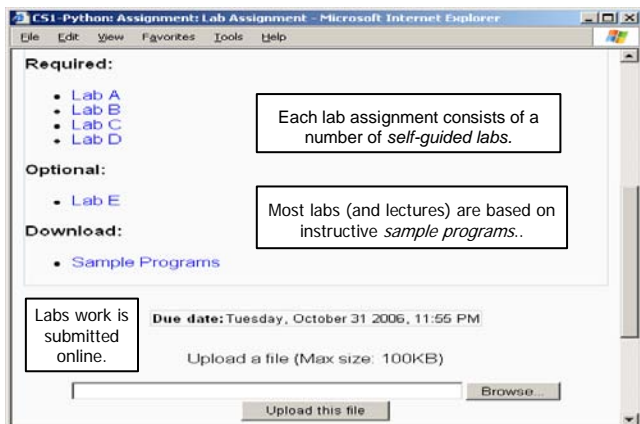 CS1-Python: Assignment: Lab Assignment - Microsoft Internet Explorer
File Edit View Favorites Tools Help
Required:
• Lab A
• Lab B
• Lab C
• Lab D
Each lab assignment consists of a
number of self-guided labs.
Optional:
• Lab E
Most labs (and lectures) are based on
instructive sample programs..
Download:
• Sample Programs
Labs work is
submitted
online.
Due date: Tuesday, October 31 2006, 11:55 PM
Upload a file (Max size: 100KB)
Browse...
Upload this file